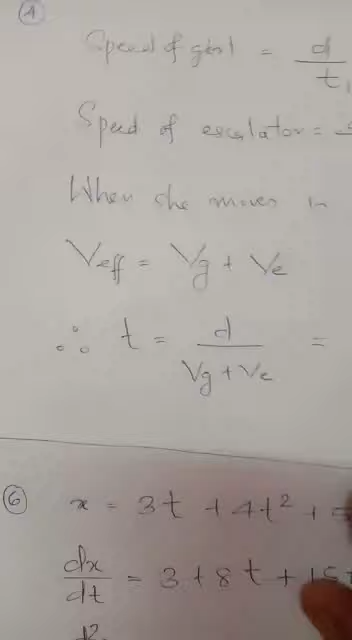 ④
Speed of girl = d/t₁
Speed of escalator =
When she moves in
Veff = Vg + Ve
∴ t = d/(Vg + Ve) =
⑥ x = 3t + 4t² +
dx/dt = 3 + 8t +